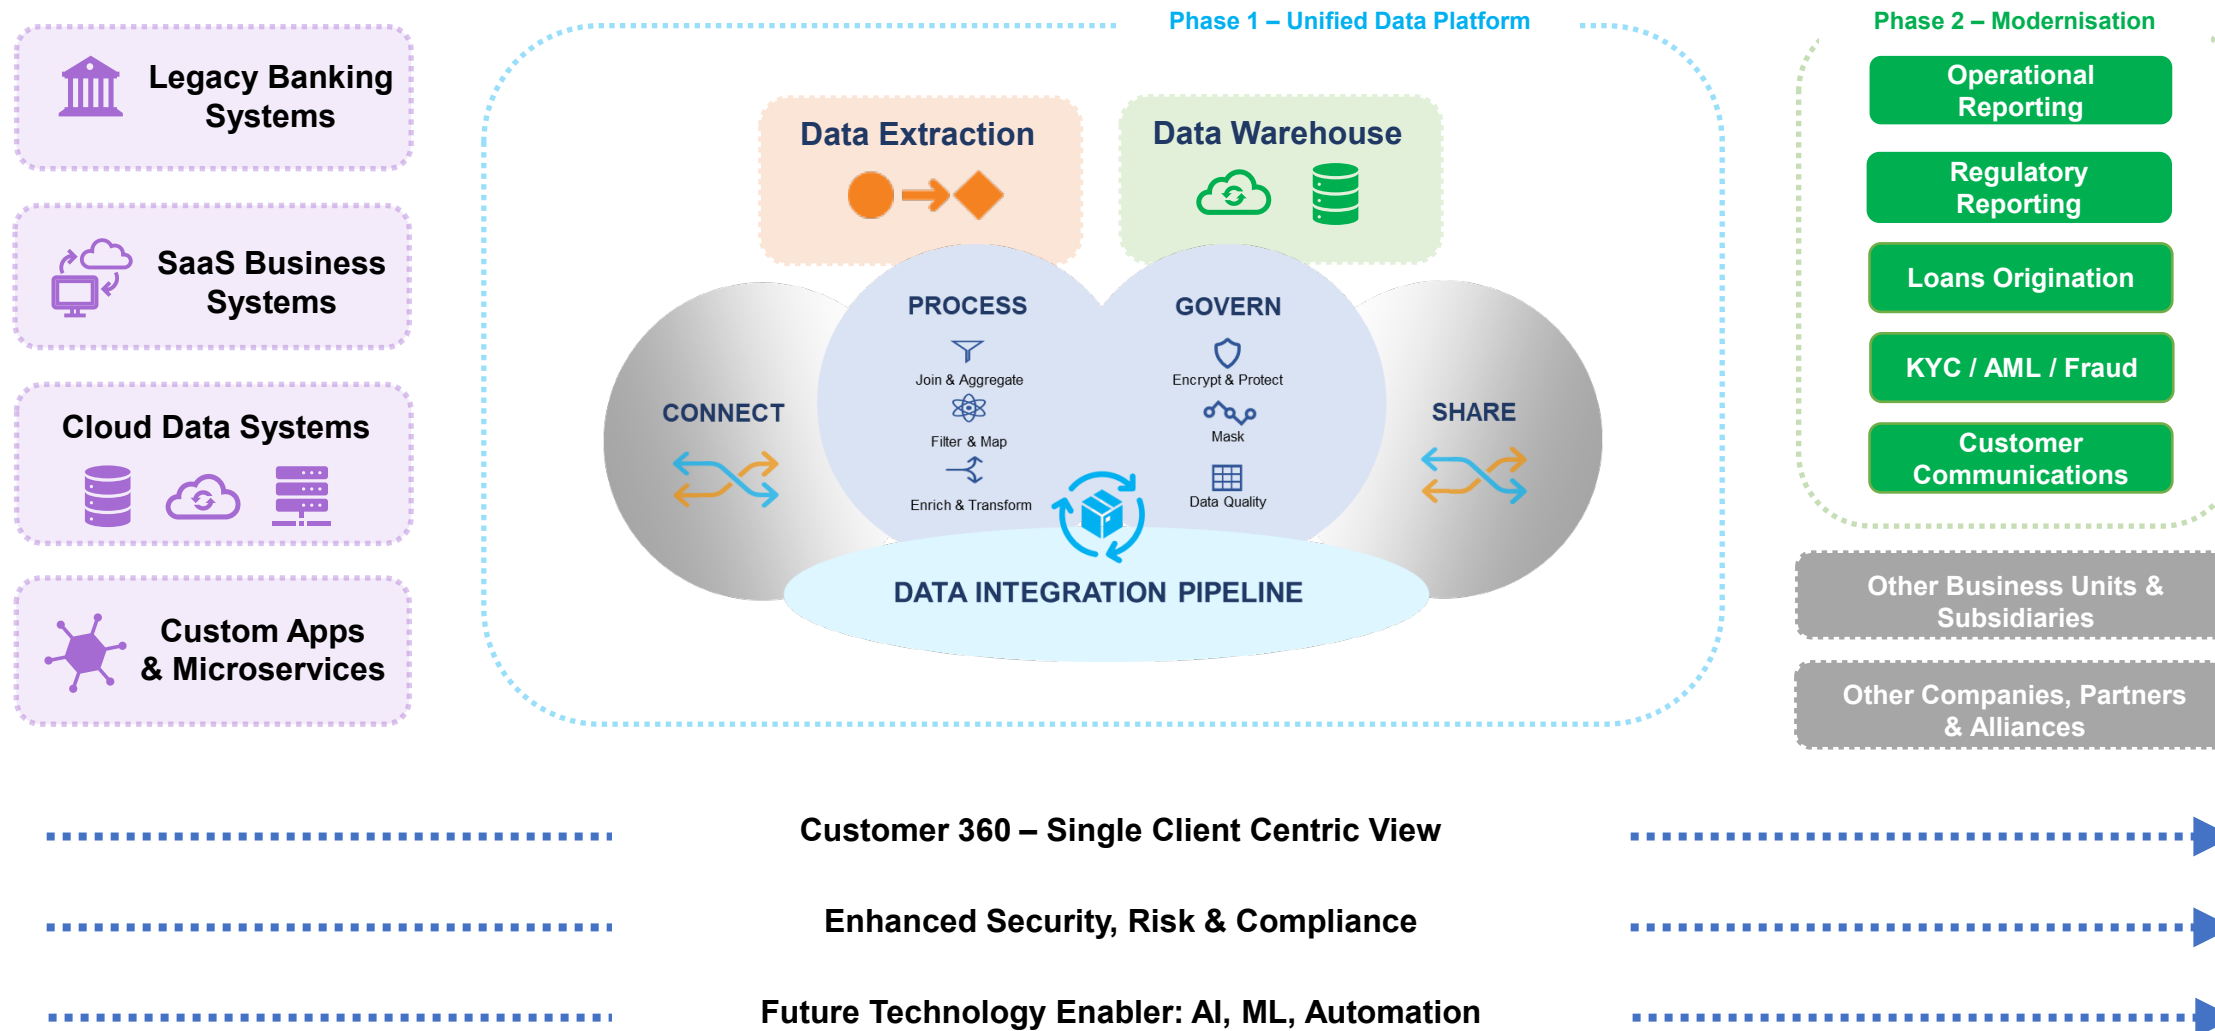 Phase 1 – Unified Data Platform
Phase 2 – Modernisation
Legacy Banking
Systems
SaaS Business
Systems
Cloud Data Systems
Custom Apps
& Microservices
Data Extraction
Data Warehouse
CONNECT
PROCESS
Join & Aggregate
Filter & Map
Enrich & Transform
GOVERN
Encrypt & Protect
Mask
Data Quality
SHARE
DATA INTEGRATION PIPELINE
Operational
Reporting
Regulatory
Reporting
Loans Origination
KYC / AML / Fraud
Customer
Communications
Other Business Units &
Subsidiaries
Other Companies, Partners
& Alliances
Customer 360 – Single Client Centric View
Enhanced Security, Risk & Compliance
Future Technology Enabler: AI, ML, Automation